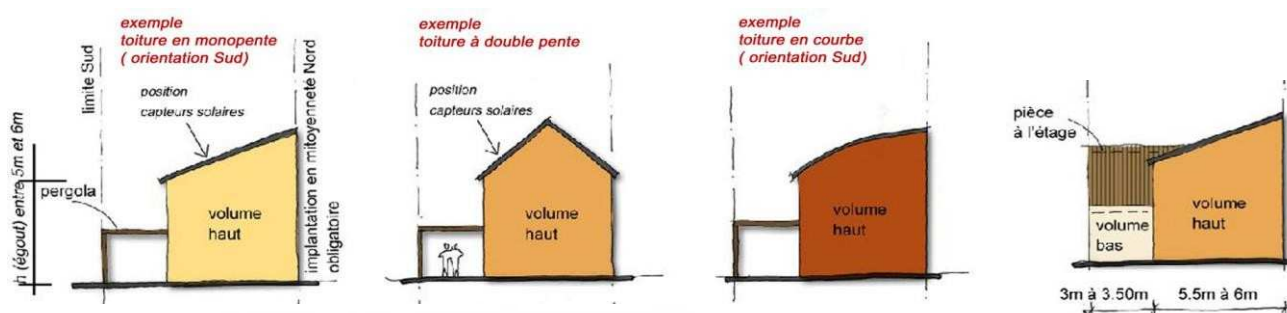 exemple
toiture en monopente
( orientation Sud)
limite Sud
position
capteurs solaires
h (égout) entre 5m et 6m
pergola
volume
haut
implantation en mitoyenneté Nord
obligatoire
exemple
toiture à double pente
position
capteurs solaires
volume
haut
exemple
toiture en courbe
( orientation Sud)
volume
haut
pièce
à l'étage
volume
bas
volume
haut
3m à 3.50m
5.5m à 6m